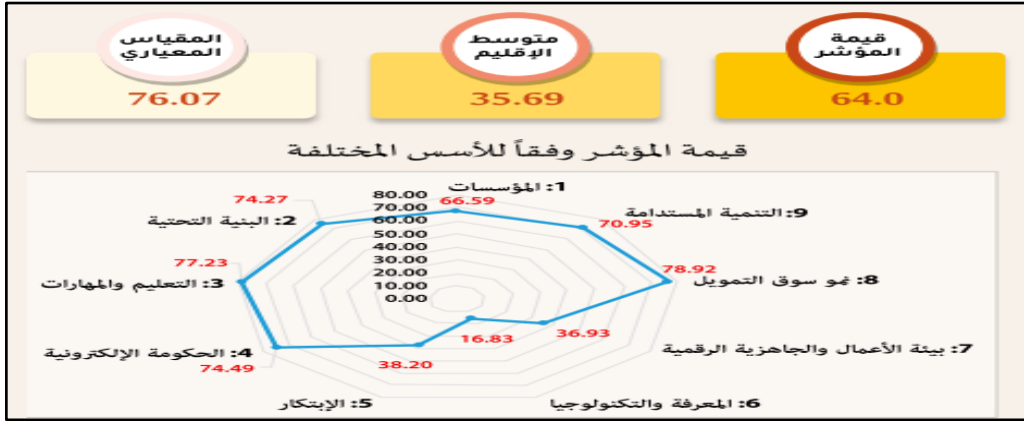 قيمة
المؤشر
64.0
متوسط
الإقليم
35.69
المقياس
المعياري
76.07
قيمة المؤشر وفقاً للأسس المختلفة
1: المؤسسات
66.59
80.00
70.00
60.00
50.00
40.00
30.00
20.00
10.00
0.00
2: البنية التحتية
74.27
3: التعليم والمهارات
77.23
4: الحكومة الإلكترونية
74.49
5: الإبتكار
38.20
6: المعرفة والتكنولوجيا
16.83
7: بيئة الأعمال والجاهزية الرقمية
36.93
8: نمو سوق التمويل
78.92
9: التنمية المستدامة
70.95